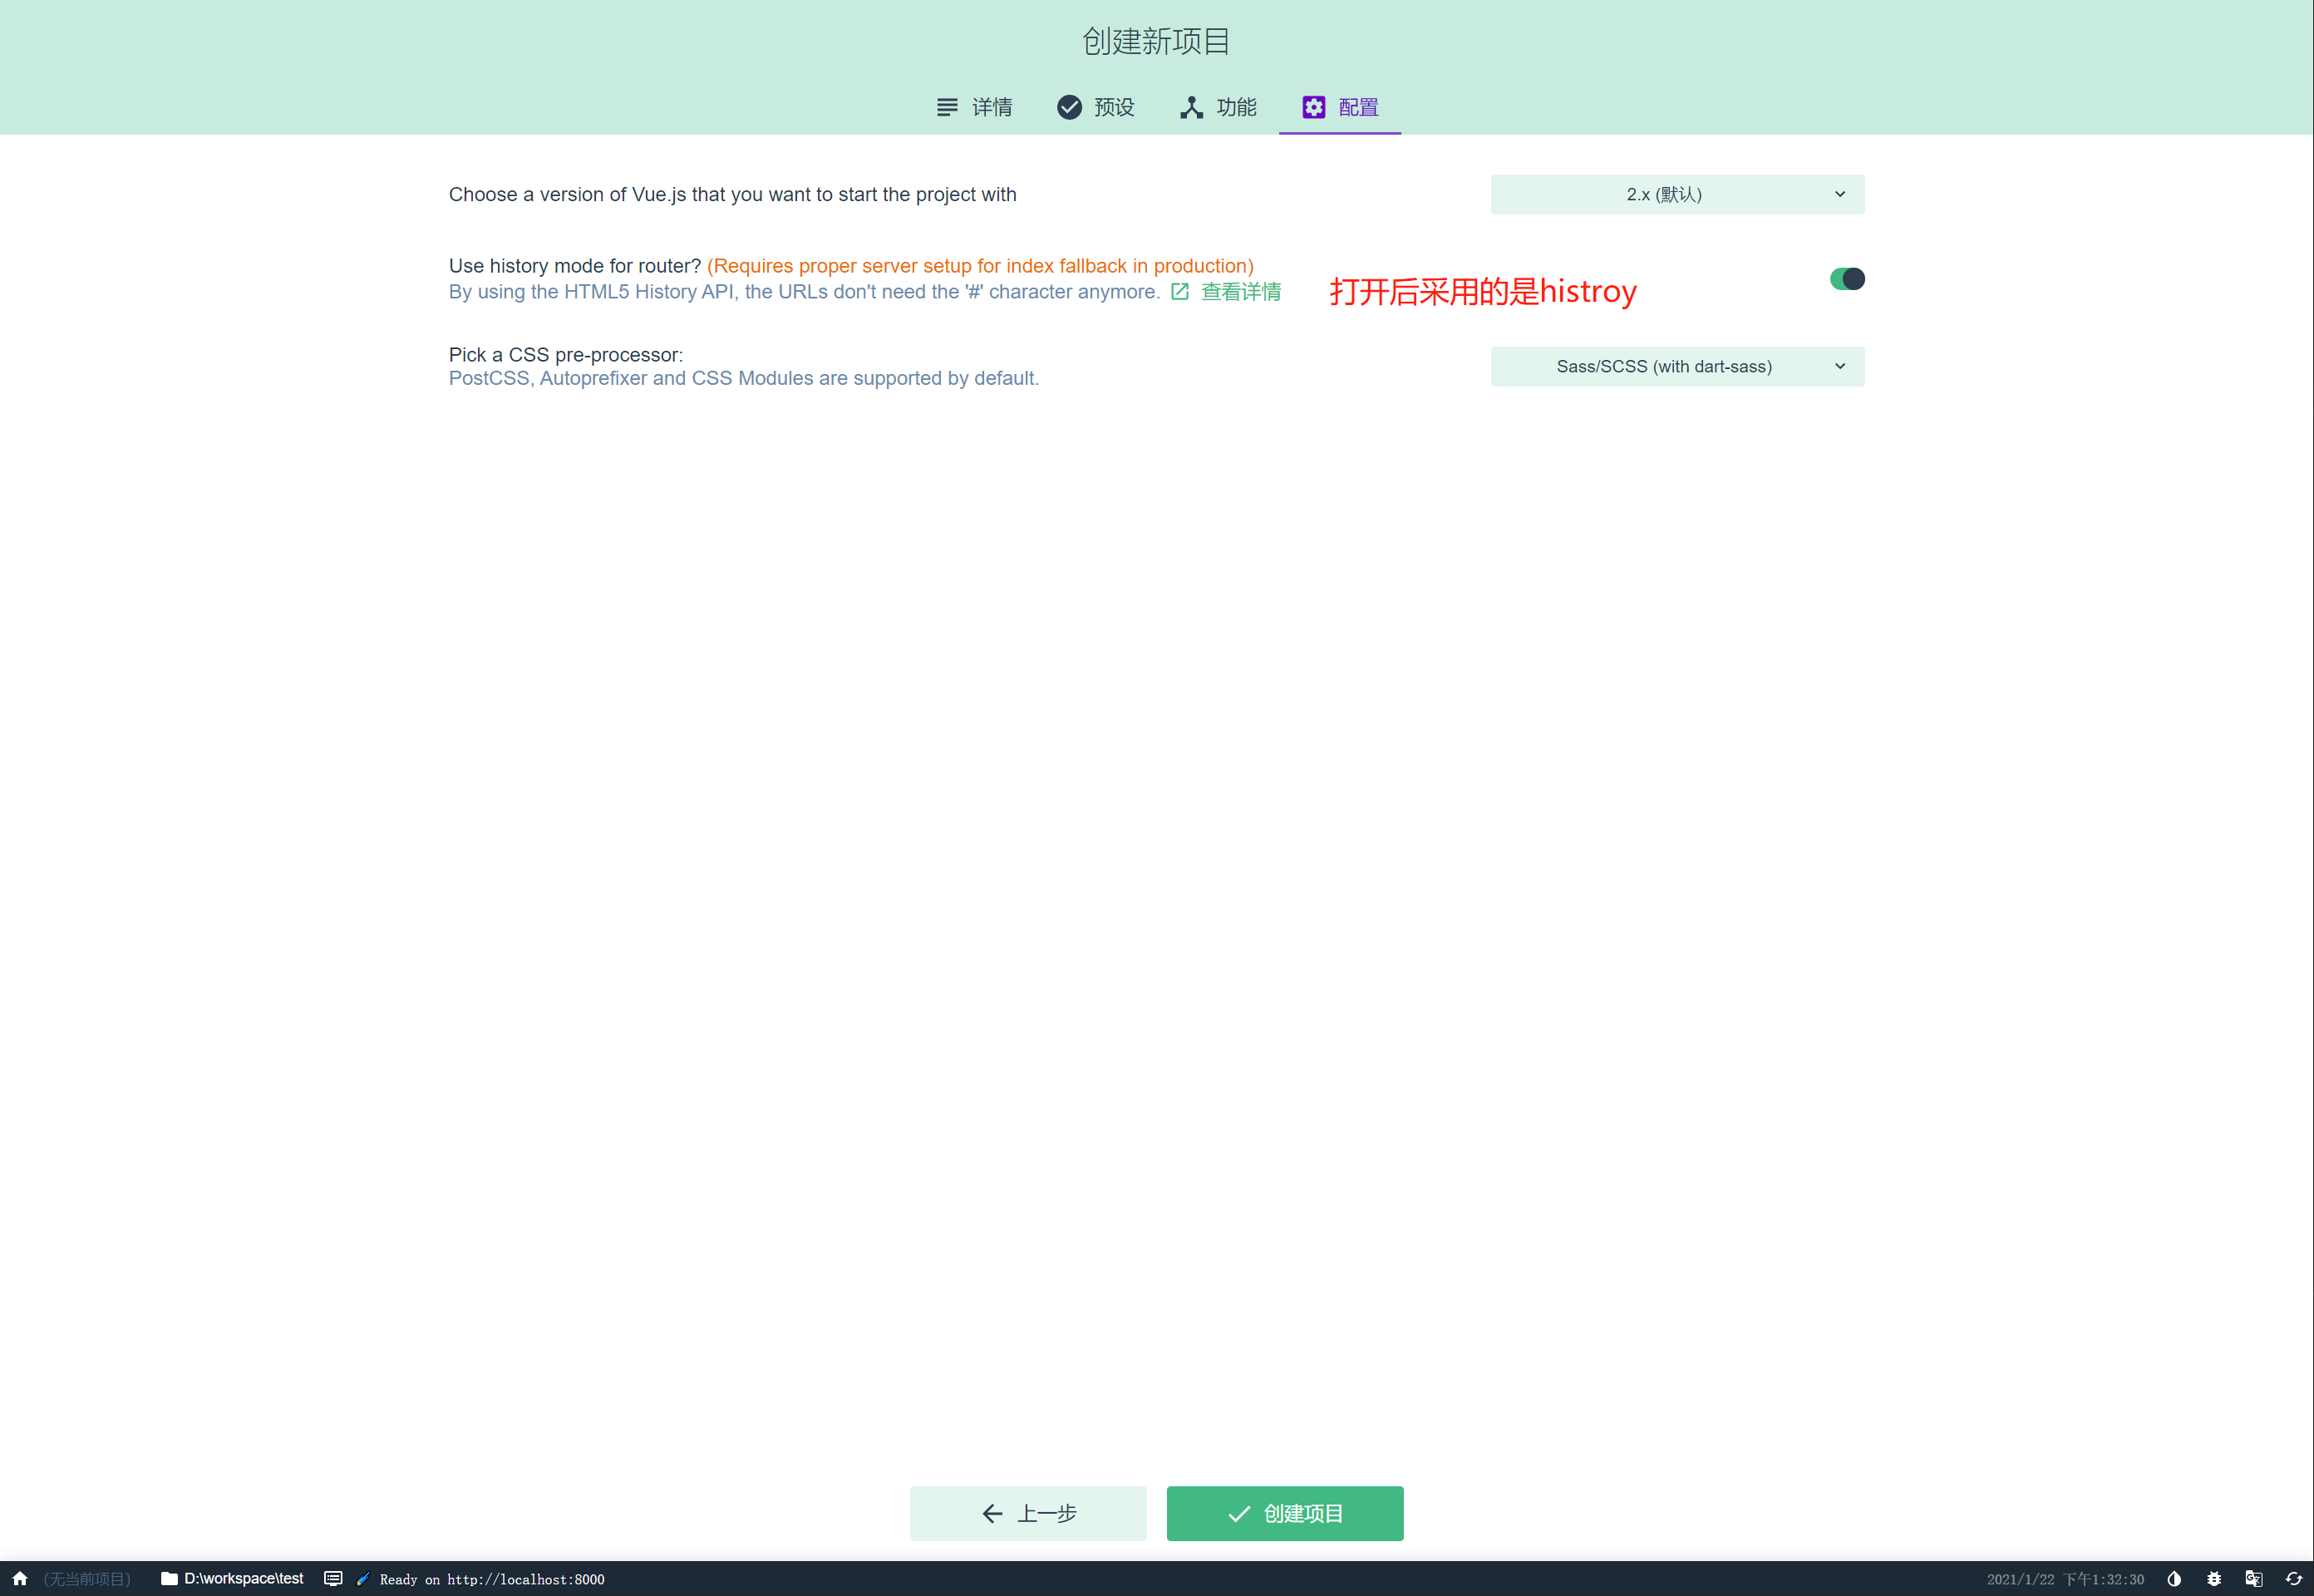 创建新项目
详情 预设 功能 配置
Choose a version of Vue.js that you want to start the project with
2.x (默认)
Use history mode for router? (Requires proper server setup for index fallback in production)
By using the HTML5 History API, the URLs don't need the '#' character anymore. 查看详情
打开后采用的是histroy
Pick a CSS pre-processor:
PostCSS, Autoprefixer and CSS Modules are supported by default.
Sass/SCSS (with dart-sass)
上一步 创建项目
(无当前项目) D:\workspace\test Ready on http://localhost:8000 2021/1/22 下午1:32:30